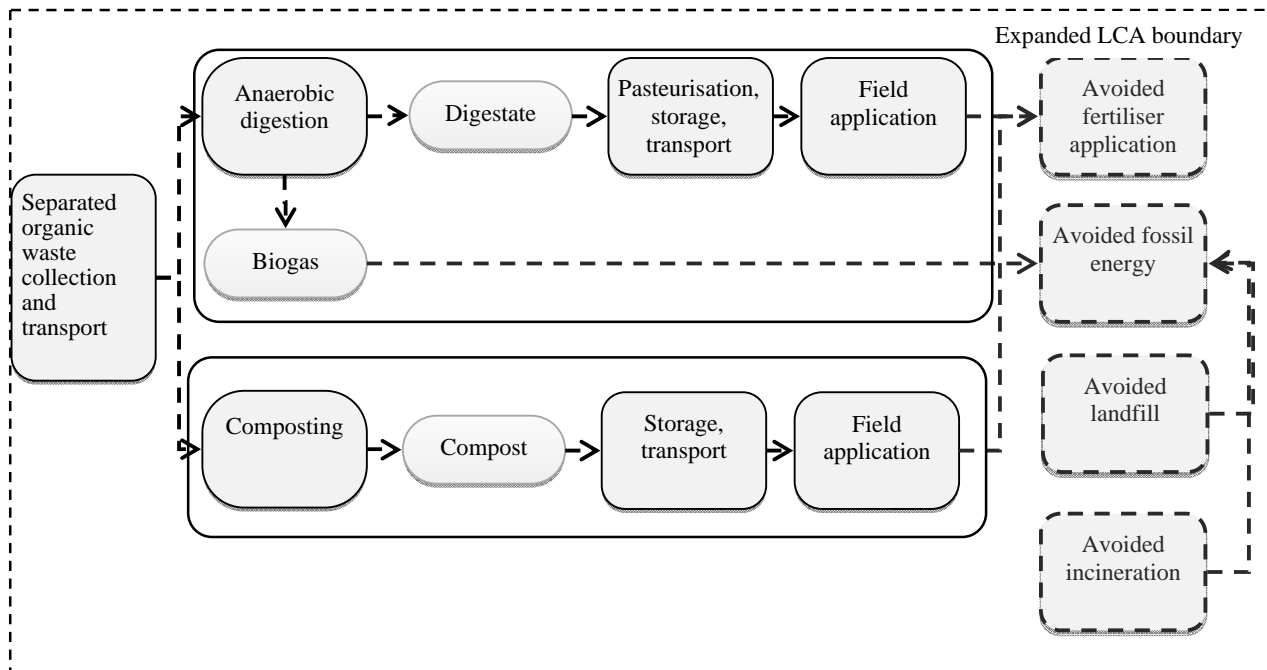 Expanded LCA boundary
Anaerobic
digestion
Digestate
Pasteurisation,
storage,
transport
Field
application
Avoided
fertiliser
application
Separated
organic
waste
collection
and
transport
Biogas
Avoided fossil
energy
Composting
Compost
Storage,
transport
Field
application
Avoided
landfill
Avoided
incineration